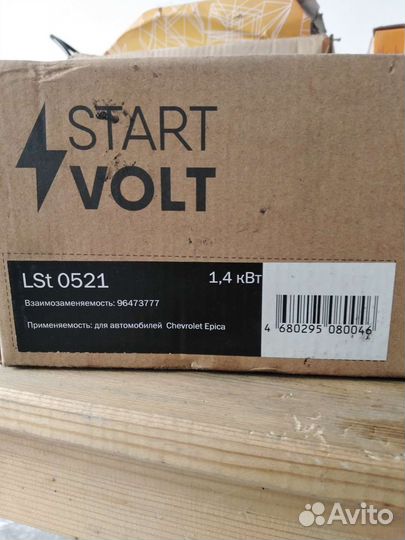 START
VOLT
LSt 0521 1,4 кВт
Взаимозаменяемость: 96473777
Применяемость: для автомобилей Chevrolet Epica
4 680295 080046
Avito